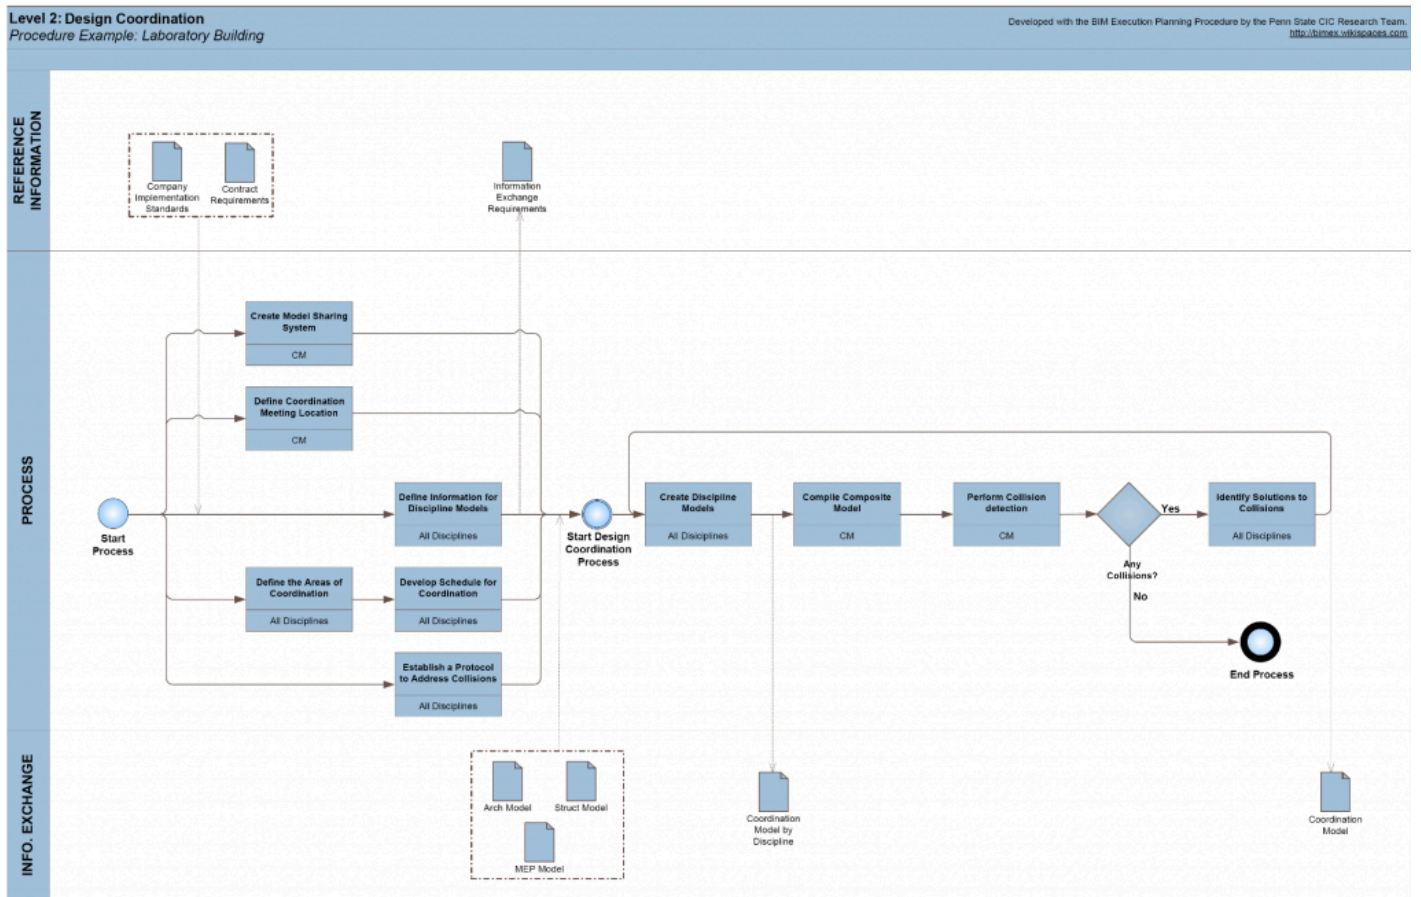 Level 2: Design Coordination
Procedure Example: Laboratory Building
Developed with the BIM Execution Planning Procedure by the Penn State CIC Research Team.
http://bimex.wikispaces.com
REFERENCE
INFORMATION
Company
Implementation
Standards
Contract
Requirements
Information
Exchange
Requirements
PROCESS
Start
Process
Create Model Sharing
System
CM
Define Coordination
Meeting Location
CM
Define Information for
Discipline Models
All Disciplines
Define the Areas of
Coordination
All Disciplines
Develop Schedule for
Coordination
All Disciplines
Establish a Protocol
to Address Collisions
All Disciplines
Start Design
Coordination
Process
Create Discipline
Models
All Disiciplines
Compile Composite
Model
CM
Perform Collision
detection
CM
Any
Collisions?
Yes
No
Identify Solutions to
Collisions
All Disciplines
End Process
INFO. EXCHANGE
Arch Model
Struct Model
MEP Model
Coordination
Model by
Discipline
Coordination
Model